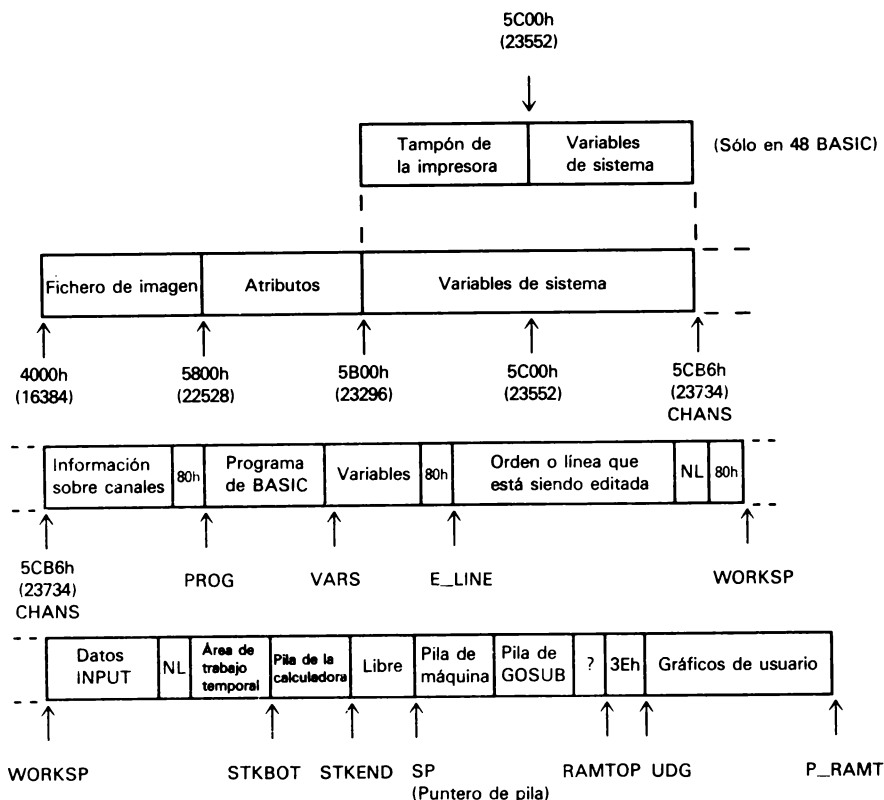 5C00h
(23552)
Tampón de
la impresora
Variables
de sistema
(Sólo en 48 BASIC)
Fichero de imagen
Atributos
Variables de sistema
4000h
(16384)
5800h
(22528)
5B00h
(23296)
5C00h
(23552)
5CB6h
(23734)
CHANS
Información
sobre canales
80h
Programa
de BASIC
Variables
80h
Orden o línea que
está siendo editada
NL
80h
5CB6h
(23734)
CHANS
PROG
VARS
E_LINE
WORKSP
Datos
INPUT
NL
Área de
trabajo
temporal
Pila de la
calculadora
Libre
Pila de
máquina
Pila de
GOSUB
?
3Eh
Gráficos de usuario
WORKSP
STKBOT
STKEND
SP
(Puntero de pila)
RAMTOP
UDG
P_RAMT